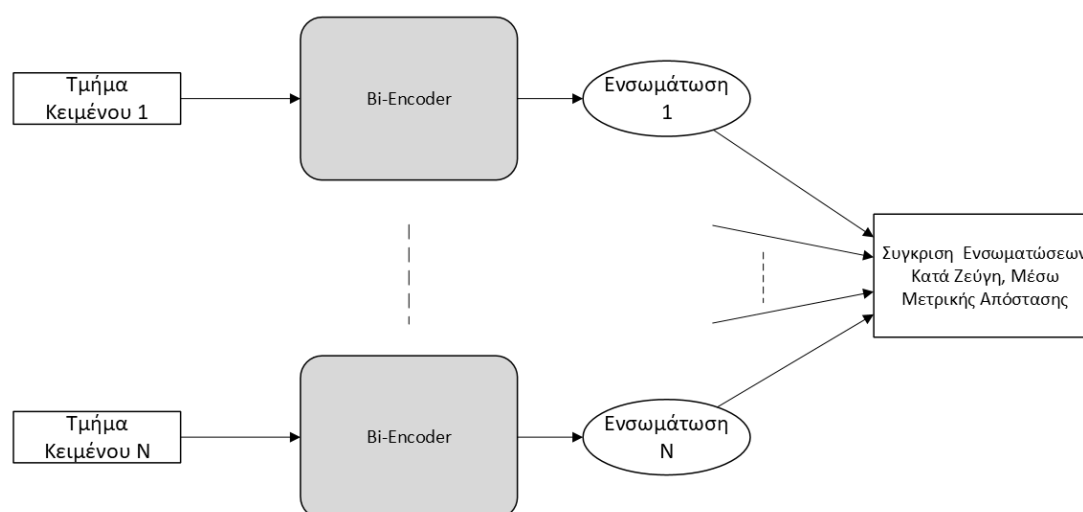 Τμήμα
Κειμένου 1
Bi-Encoder
Ενσωμάτωση
1
Συγκριση Ενσωματώσεων
Κατά Ζεύγη, Μέσω
Μετρικής Απόστασης
Τμήμα
Κειμένου N
Bi-Encoder
Ενσωμάτωση
N